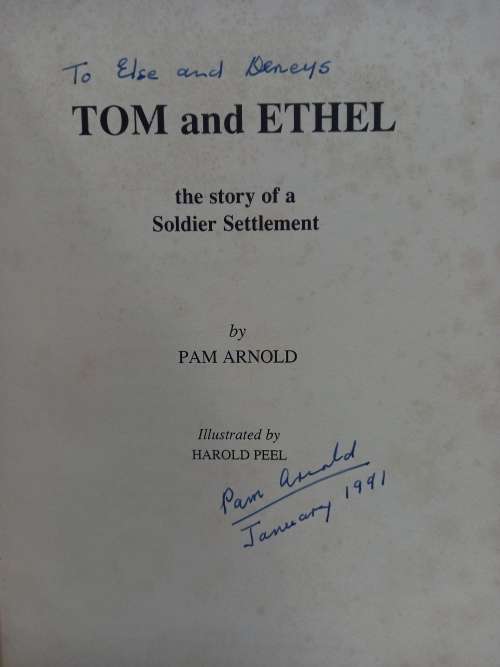 To Else and Deneys
TOM and ETHEL
the story of a
Soldier Settlement
by
PAM ARNOLD
Illustrated by
HAROLD PEEL
Pam Arnold
January 1991